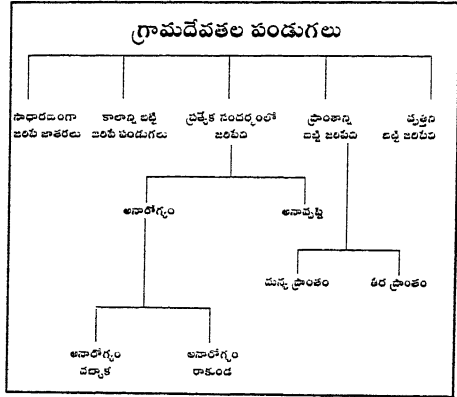 గ్రామదేవతల పండుగలు
సాధారణంగా జరిపే జాతరలు
కాలాన్ని బట్టి జరిపే పండుగలు
ప్రత్యేక సందర్భంలో జరిపేవి
ప్రాంతాన్ని బట్టి జరిపేవి
వృత్తిని బట్టి జరిపేవి
అనారోగ్యం
అనావృష్టి
మన్య ప్రాంతం
తీర ప్రాంతం
అనారోగ్యం వచ్చాక
అనారోగ్యం రాకుండ